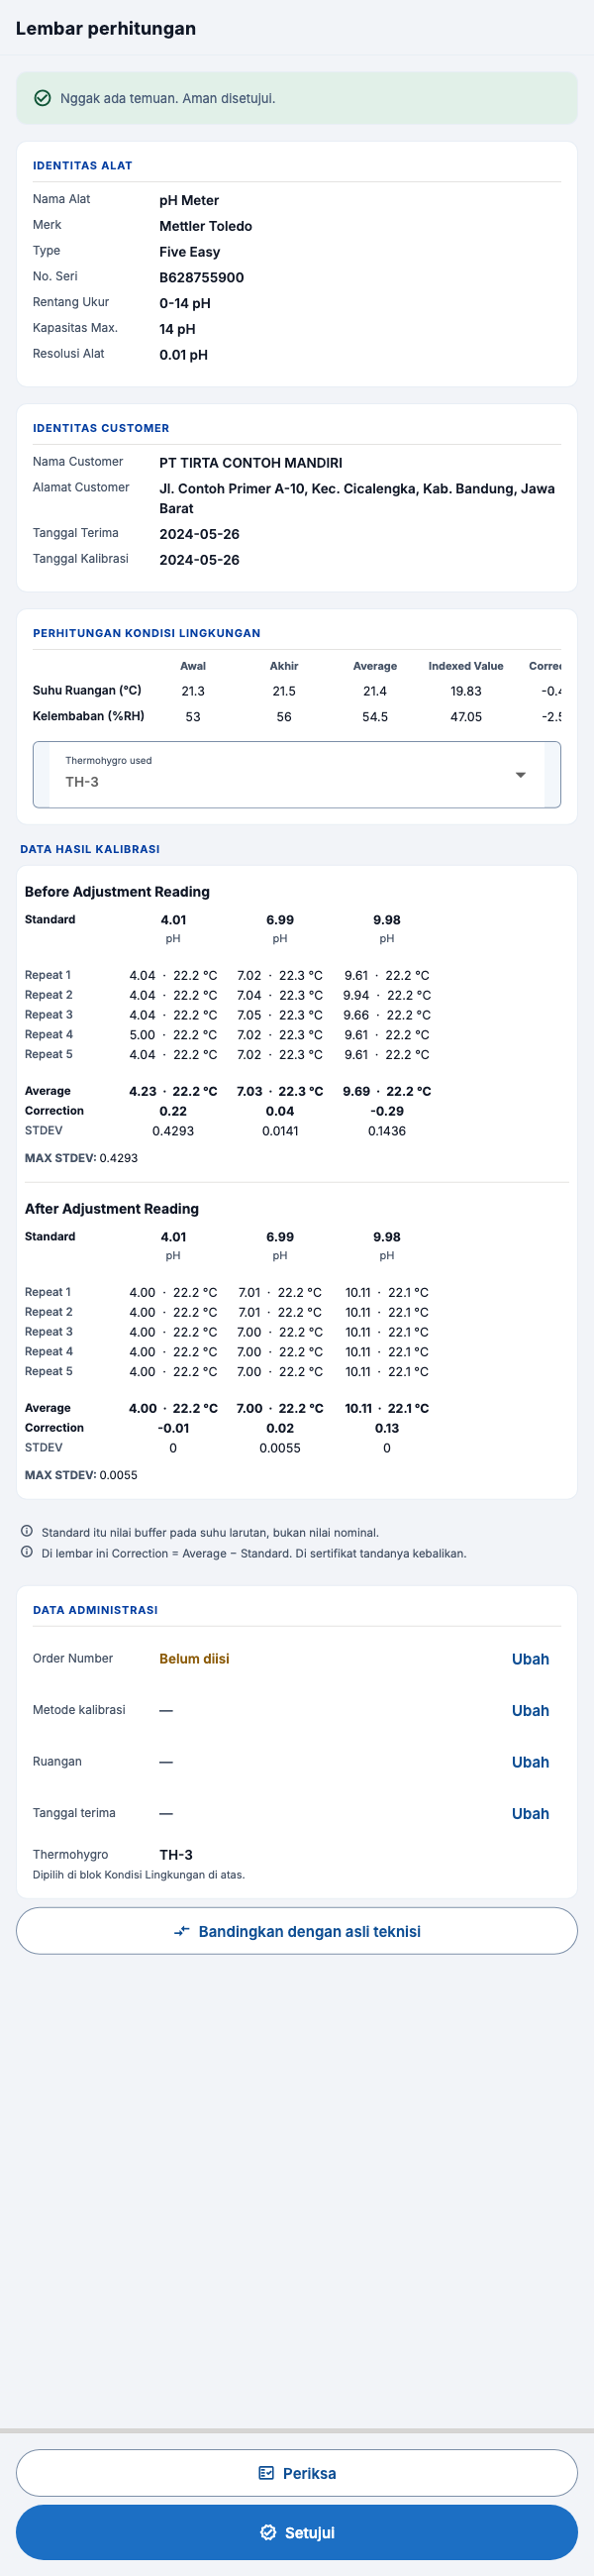 Lembar perhitungan
Nggak ada temuan. Aman disetujui.
IDENTITAS ALAT
Nama Alat pH Meter
Merk Mettler Toledo
Type Five Easy
No. Seri B628755900
Rentang Ukur 0-14 pH
Kapasitas Max. 14 pH
Resolusi Alat 0.01 pH
IDENTITAS CUSTOMER
Nama Customer PT TIRTA CONTOH MANDIRI
Alamat Customer Jl. Contoh Primer A-10, Kec. Cicalengka, Kab. Bandung, Jawa
Barat
Tanggal Terima 2024-05-26
Tanggal Kalibrasi 2024-05-26
PERHITUNGAN KONDISI LINGKUNGAN
Awal Akhir Average Indexed Value
Suhu Ruangan (°C) 21.3 21.5 21.4 19.83
Kelembaban (%RH) 53 56 54.5 47.05
Thermohygro used
TH-3
DATA HASIL KALIBRASI
Before Adjustment Reading
Standard 4.01 6.99 9.98
pH pH pH
Repeat 1 4.04 · 22.2 °C 7.02 · 22.3 °C 9.61 · 22.2 °C
Repeat 2 4.04 · 22.2 °C 7.04 · 22.3 °C 9.94 · 22.2 °C
Repeat 3 4.04 · 22.2 °C 7.05 · 22.3 °C 9.66 · 22.2 °C
Repeat 4 5.00 · 22.2 °C 7.02 · 22.3 °C 9.61 · 22.2 °C
Repeat 5 4.04 · 22.2 °C 7.02 · 22.3 °C 9.61 · 22.2 °C
Average 4.23 · 22.2 °C 7.03 · 22.3 °C 9.69 · 22.2 °C
Correction 0.22 0.04 -0.29
STDEV 0.4293 0.0141 0.1436
MAX STDEV: 0.4293
After Adjustment Reading
Standard 4.01 6.99 9.98
pH pH pH
Repeat 1 4.00 · 22.2 °C 7.01 · 22.2 °C 10.11 · 22.1 °C
Repeat 2 4.00 · 22.2 °C 7.01 · 22.2 °C 10.11 · 22.1 °C
Repeat 3 4.00 · 22.2 °C 7.00 · 22.2 °C 10.11 · 22.1 °C
Repeat 4 4.00 · 22.2 °C 7.00 · 22.2 °C 10.11 · 22.1 °C
Repeat 5 4.00 · 22.2 °C 7.00 · 22.2 °C 10.11 · 22.1 °C
Average 4.00 · 22.2 °C 7.00 · 22.2 °C 10.11 · 22.1 °C
Correction -0.01 0.02 0.13
STDEV 0 0.0055 0
MAX STDEV: 0.0055
Standard itu nilai buffer pada suhu larutan, bukan nilai nominal.
Di lembar ini Correction = Average − Standard. Di sertifikat tandanya kebalikan.
DATA ADMINISTRASI
Order Number Belum diisi Ubah
Metode kalibrasi — Ubah
Ruangan — Ubah
Tanggal terima — Ubah
Thermohygro TH-3
Dipilih di blok Kondisi Lingkungan di atas.
Bandingkan dengan asli teknisi
Periksa
Setujui